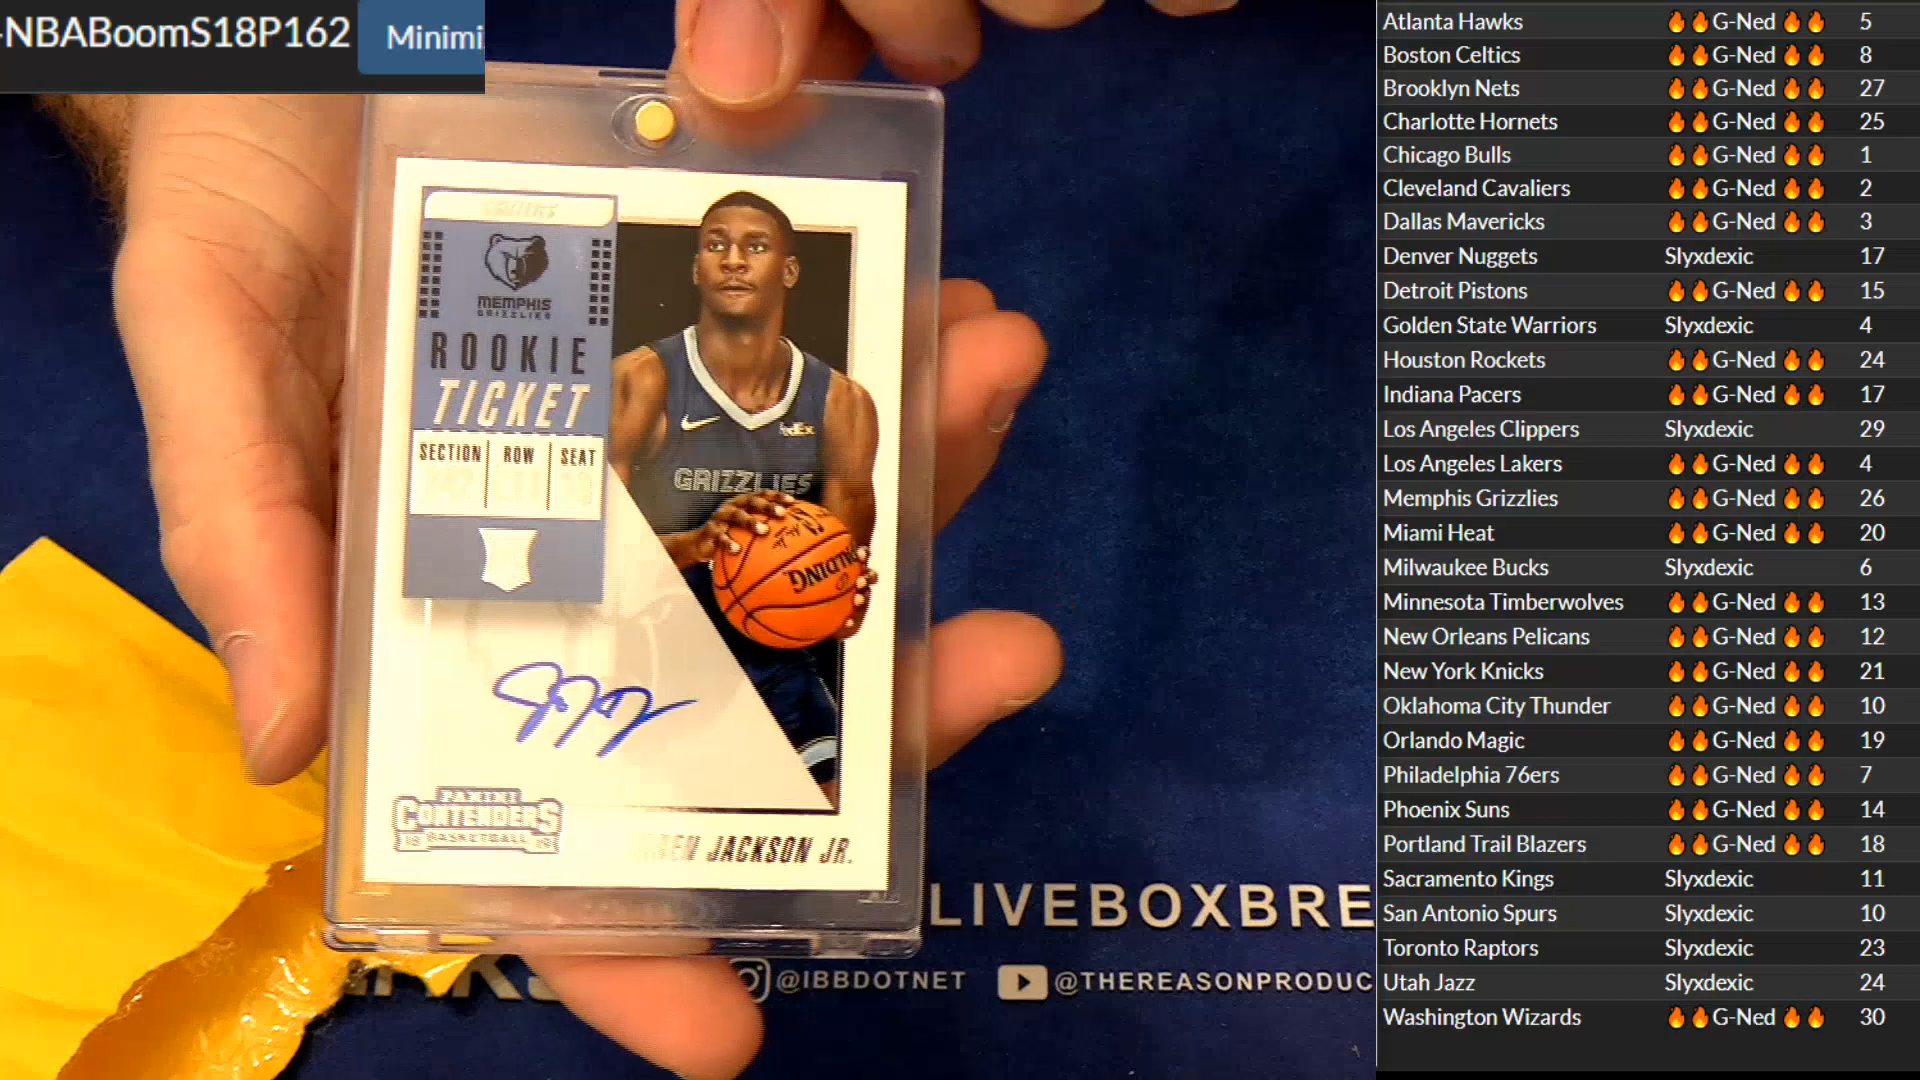 -NBABoomS18P162
Minimi
MEMPHIS
GRIZZLIES
ROOKIE
TICKET
SECTION ROW SEAT
FedEx
GRIZZLIES
SPALDING
PANINI
CONTENDERS
18 BASKETBALL 19
JACKSON JR.
LIVEBOXBRE
@IBBDOTNET
@THEREASONPRODUC
Atlanta Hawks 🔥🔥G-Ned🔥🔥 5
Boston Celtics 🔥🔥G-Ned🔥🔥 8
Brooklyn Nets 🔥🔥G-Ned🔥🔥 27
Charlotte Hornets 🔥🔥G-Ned🔥🔥 25
Chicago Bulls 🔥🔥G-Ned🔥🔥 1
Cleveland Cavaliers 🔥🔥G-Ned🔥🔥 2
Dallas Mavericks 🔥🔥G-Ned🔥🔥 3
Denver Nuggets Slyxdexic 17
Detroit Pistons 🔥🔥G-Ned🔥🔥 15
Golden State Warriors Slyxdexic 4
Houston Rockets 🔥🔥G-Ned🔥🔥 24
Indiana Pacers 🔥🔥G-Ned🔥🔥 17
Los Angeles Clippers Slyxdexic 29
Los Angeles Lakers 🔥🔥G-Ned🔥🔥 4
Memphis Grizzlies 🔥🔥G-Ned🔥🔥 26
Miami Heat 🔥🔥G-Ned🔥🔥 20
Milwaukee Bucks Slyxdexic 6
Minnesota Timberwolves 🔥🔥G-Ned🔥🔥 13
New Orleans Pelicans 🔥🔥G-Ned🔥🔥 12
New York Knicks 🔥🔥G-Ned🔥🔥 21
Oklahoma City Thunder 🔥🔥G-Ned🔥🔥 10
Orlando Magic 🔥🔥G-Ned🔥🔥 19
Philadelphia 76ers 🔥🔥G-Ned🔥🔥 7
Phoenix Suns 🔥🔥G-Ned🔥🔥 14
Portland Trail Blazers 🔥🔥G-Ned🔥🔥 18
Sacramento Kings Slyxdexic 11
San Antonio Spurs Slyxdexic 10
Toronto Raptors Slyxdexic 23
Utah Jazz Slyxdexic 24
Washington Wizards 🔥🔥G-Ned🔥🔥 30